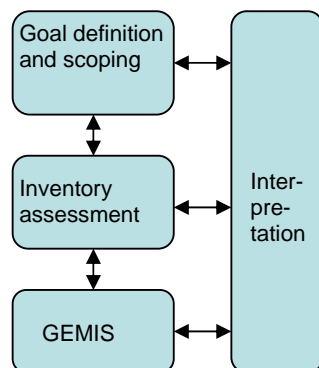 Goal definition
and scoping
Inventory
assessment
GEMIS
Inter-
pre-
tation